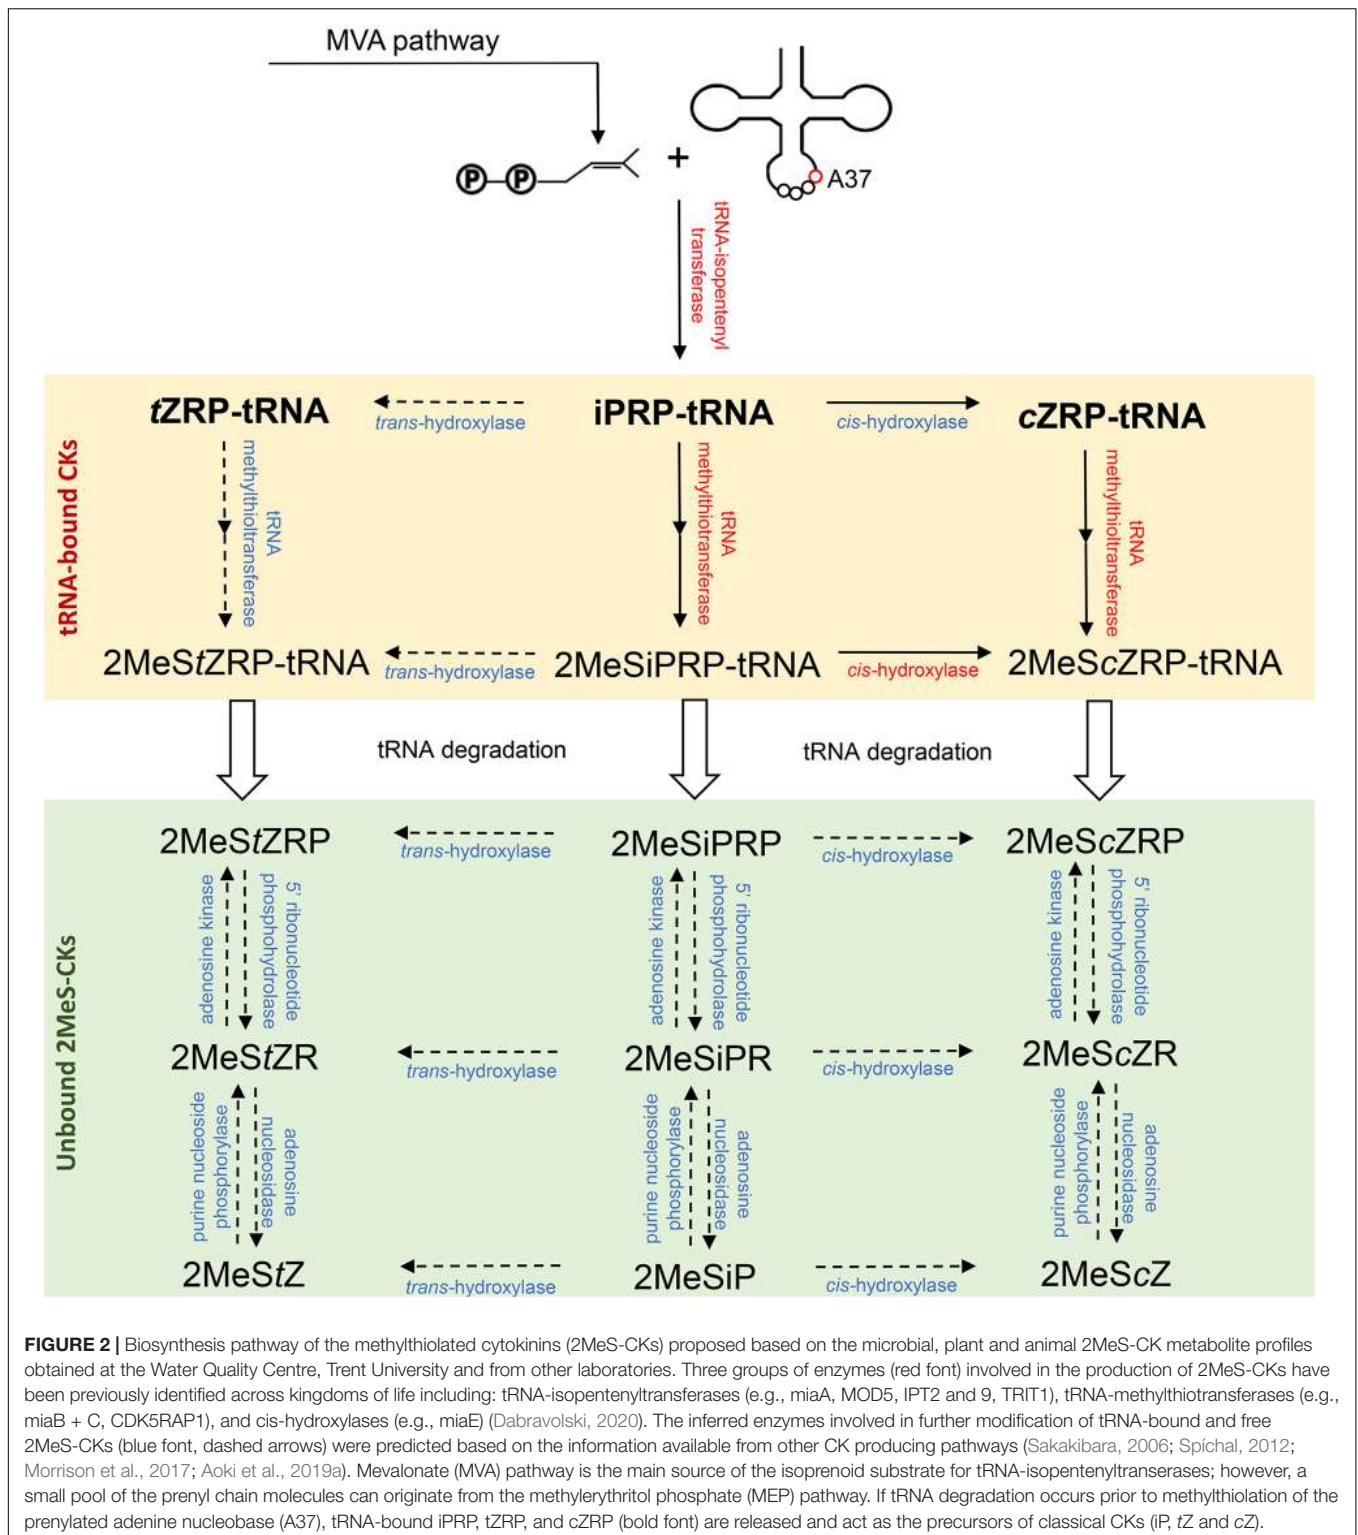 MVA pathway
P P
+
A37
tRNA-isopentenyl
transferase
tRNA-bound CKs
tZRP-tRNA
trans-hydroxylase
iPRP-tRNA
cis-hydroxylase
cZRP-tRNA
tRNA
methylthioltransferase
tRNA
methylthiotransferase
tRNA
methylthioltransferase
2MeStZRP-tRNA
trans-hydroxylase
2MeSiPRP-tRNA
cis-hydroxylase
2MeScZRP-tRNA
tRNA degradation
tRNA degradation
Unbound 2MeS-CKs
2MeStZRP
trans-hydroxylase
2MeSiPRP
cis-hydroxylase
2MeScZRP
adenosine kinase
5' ribonucleotide
phosphohydrolase
adenosine kinase
5' ribonucleotide
phosphohydrolase
adenosine kinase
5' ribonucleotide
phosphohydrolase
2MeStZR
trans-hydroxylase
2MeSiPR
cis-hydroxylase
2MeScZR
purine nucleoside
phosphorylase
adenosine
nucleosidase
purine nucleoside
phosphorylase
adenosine
nucleosidase
purine nucleoside
phosphorylase
adenosine
nucleosidase
2MeStZ
trans-hydroxylase
2MeSiP
cis-hydroxylase
2MeScZ
FIGURE 2 | Biosynthesis pathway of the methylthiolated cytokinins (2MeS-CKs) proposed based on the microbial, plant and animal 2MeS-CK metabolite profiles
obtained at the Water Quality Centre, Trent University and from other laboratories. Three groups of enzymes (red font) involved in the production of 2MeS-CKs have
been previously identified across kingdoms of life including: tRNA-isopentenyltransferases (e.g., miaA, MOD5, IPT2 and 9, TRIT1), tRNA-methylthiotransferases (e.g.,
miaB + C, CDK5RAP1), and cis-hydroxylases (e.g., miaE) (Dabravolski, 2020). The inferred enzymes involved in further modification of tRNA-bound and free
2MeS-CKs (blue font, dashed arrows) were predicted based on the information available from other CK producing pathways (Sakakibara, 2006; Spíchal, 2012;
Morrison et al., 2017; Aoki et al., 2019a). Mevalonate (MVA) pathway is the main source of the isoprenoid substrate for tRNA-isopentenyltranserases; however, a
small pool of the prenyl chain molecules can originate from the methylerythritol phosphate (MEP) pathway. If tRNA degradation occurs prior to methylthiolation of the
prenylated adenine nucleobase (A37), tRNA-bound iPRP, tZRP, and cZRP (bold font) are released and act as the precursors of classical CKs (iP, tZ and cZ).